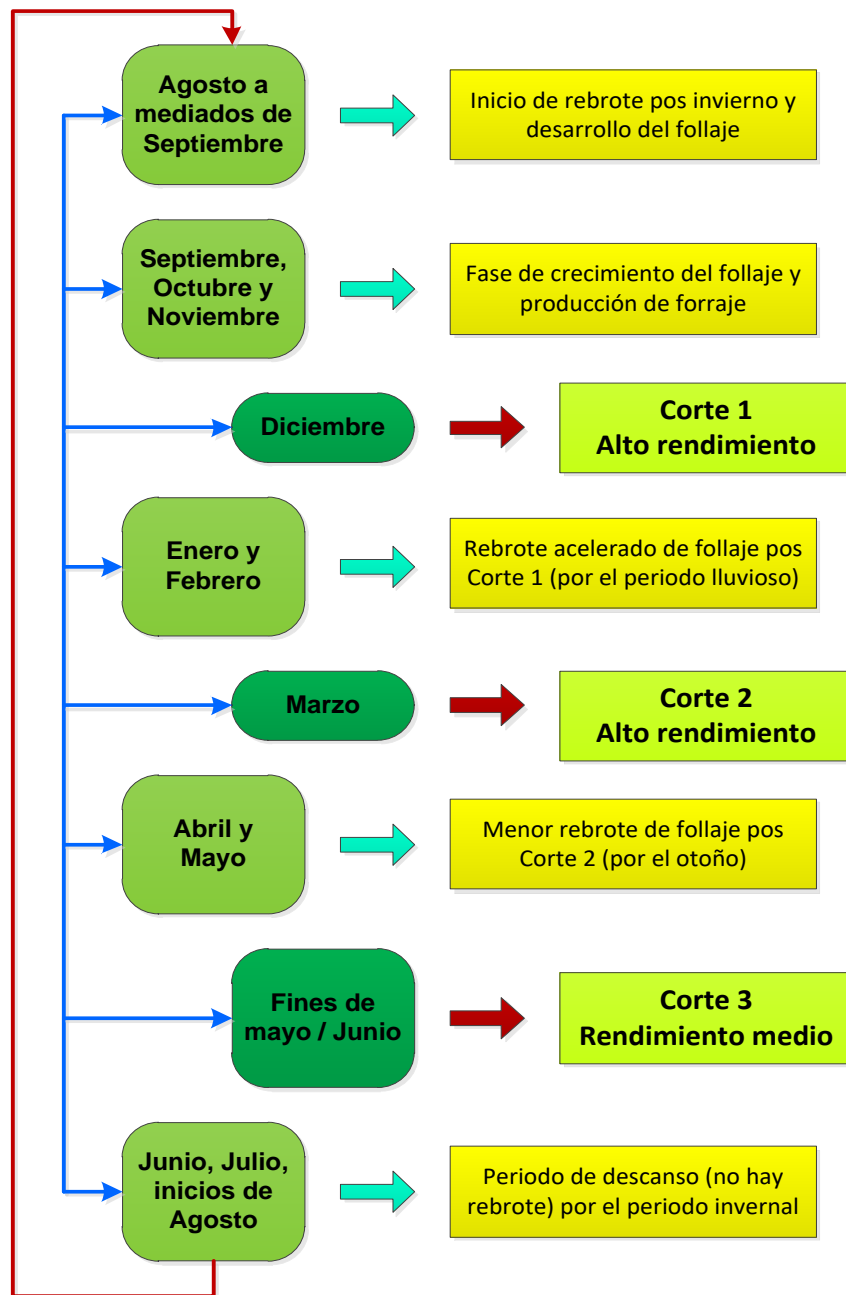 Agosto a
mediados de
Septiembre
Inicio de rebrote pos invierno y
desarrollo del follaje
Septiembre,
Octubre y
Noviembre
Fase de crecimiento del follaje y
producción de forraje
Diciembre
Corte 1
Alto rendimiento
Enero y
Febrero
Rebrote acelerado de follaje pos
Corte 1 (por el periodo lluvioso)
Marzo
Corte 2
Alto rendimiento
Abril y
Mayo
Menor rebrote de follaje pos
Corte 2 (por el otoño)
Fines de
mayo / Junio
Corte 3
Rendimiento medio
Junio, Julio,
inicios de
Agosto
Periodo de descanso (no hay
rebrote) por el periodo invernal